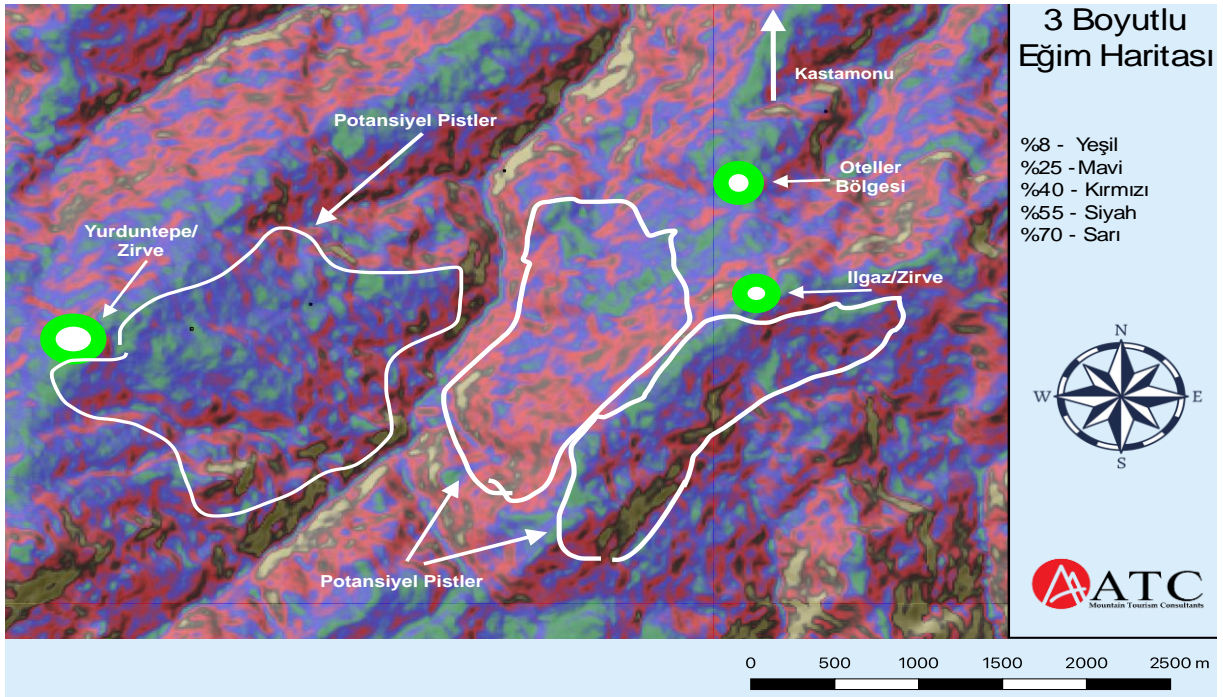 3 Boyutlu
Eğim Haritası
%8 - Yeşil
%25 - Mavi
%40 - Kırmızı
%55 - Siyah
%70 - Sarı
Kastamonu
Potansiyel Pistler
Oteller
Bölgesi
Yurduntepe/
Zirve
Ilgaz/Zirve
Potansiyel Pistler
N
W
E
S
ATC
Mountain Tourism Consultants
0 500 1000 1500 2000 2500 m